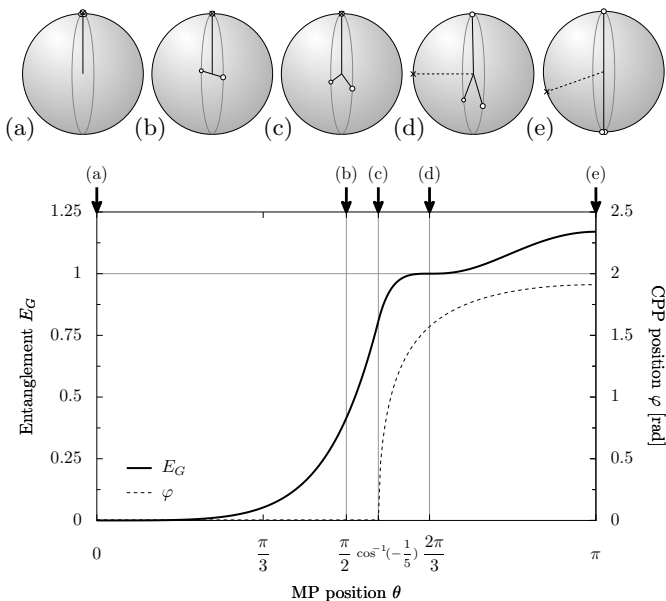 (a) (b) (c) (d) (e)
(a) (b) (c) (d) (e)
1.25 2.5
1 2
0.75 1.5
0.5 1
0.25 0.5
0 0
Entanglement E_G
CPP position φ [rad]
E_G
φ
0 π/3 π/2 cos⁻¹(−1/5) 2π/3 π
MP position θ